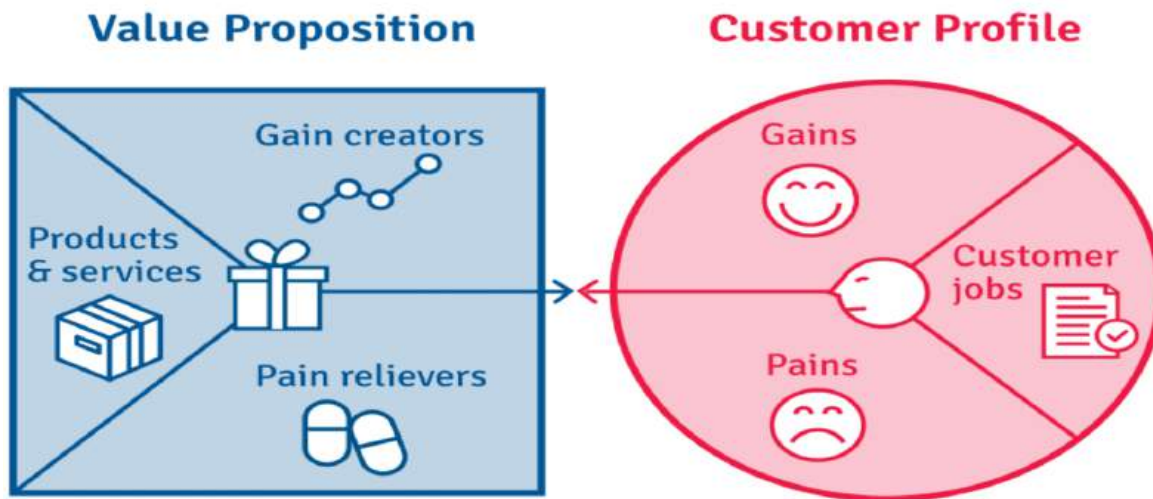 Value Proposition
Customer Profile
Gain creators
Products
& services
Pain relievers
Gains
Customer
jobs
Pains